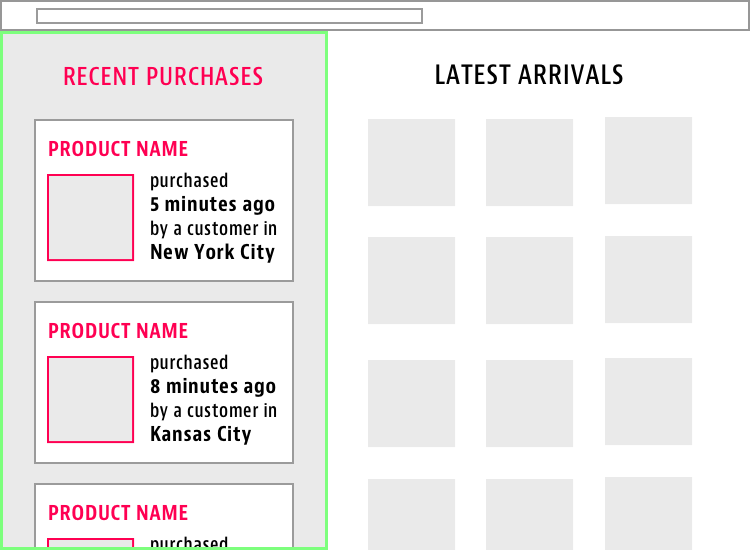 RECENT PURCHASES
PRODUCT NAME
purchased
5 minutes ago
by a customer in
New York City
PRODUCT NAME
purchased
8 minutes ago
by a customer in
Kansas City
PRODUCT NAME
purchased
LATEST ARRIVALS